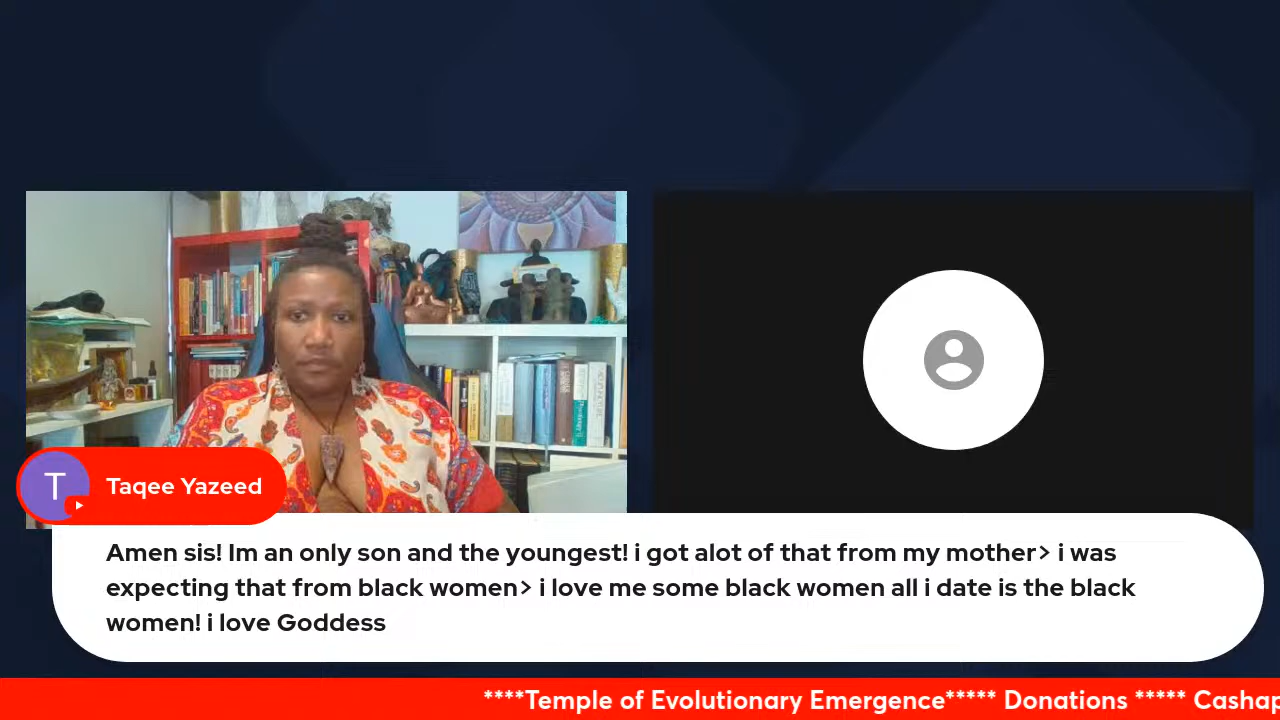 T
Taqee Yazeed
Amen sis! Im an only son and the youngest! i got alot of that from my mother> i was
expecting that from black women> i love me some black women all i date is the black
women! i love Goddess
****Temple of Evolutionary Emergence***** Donations ***** Cashap